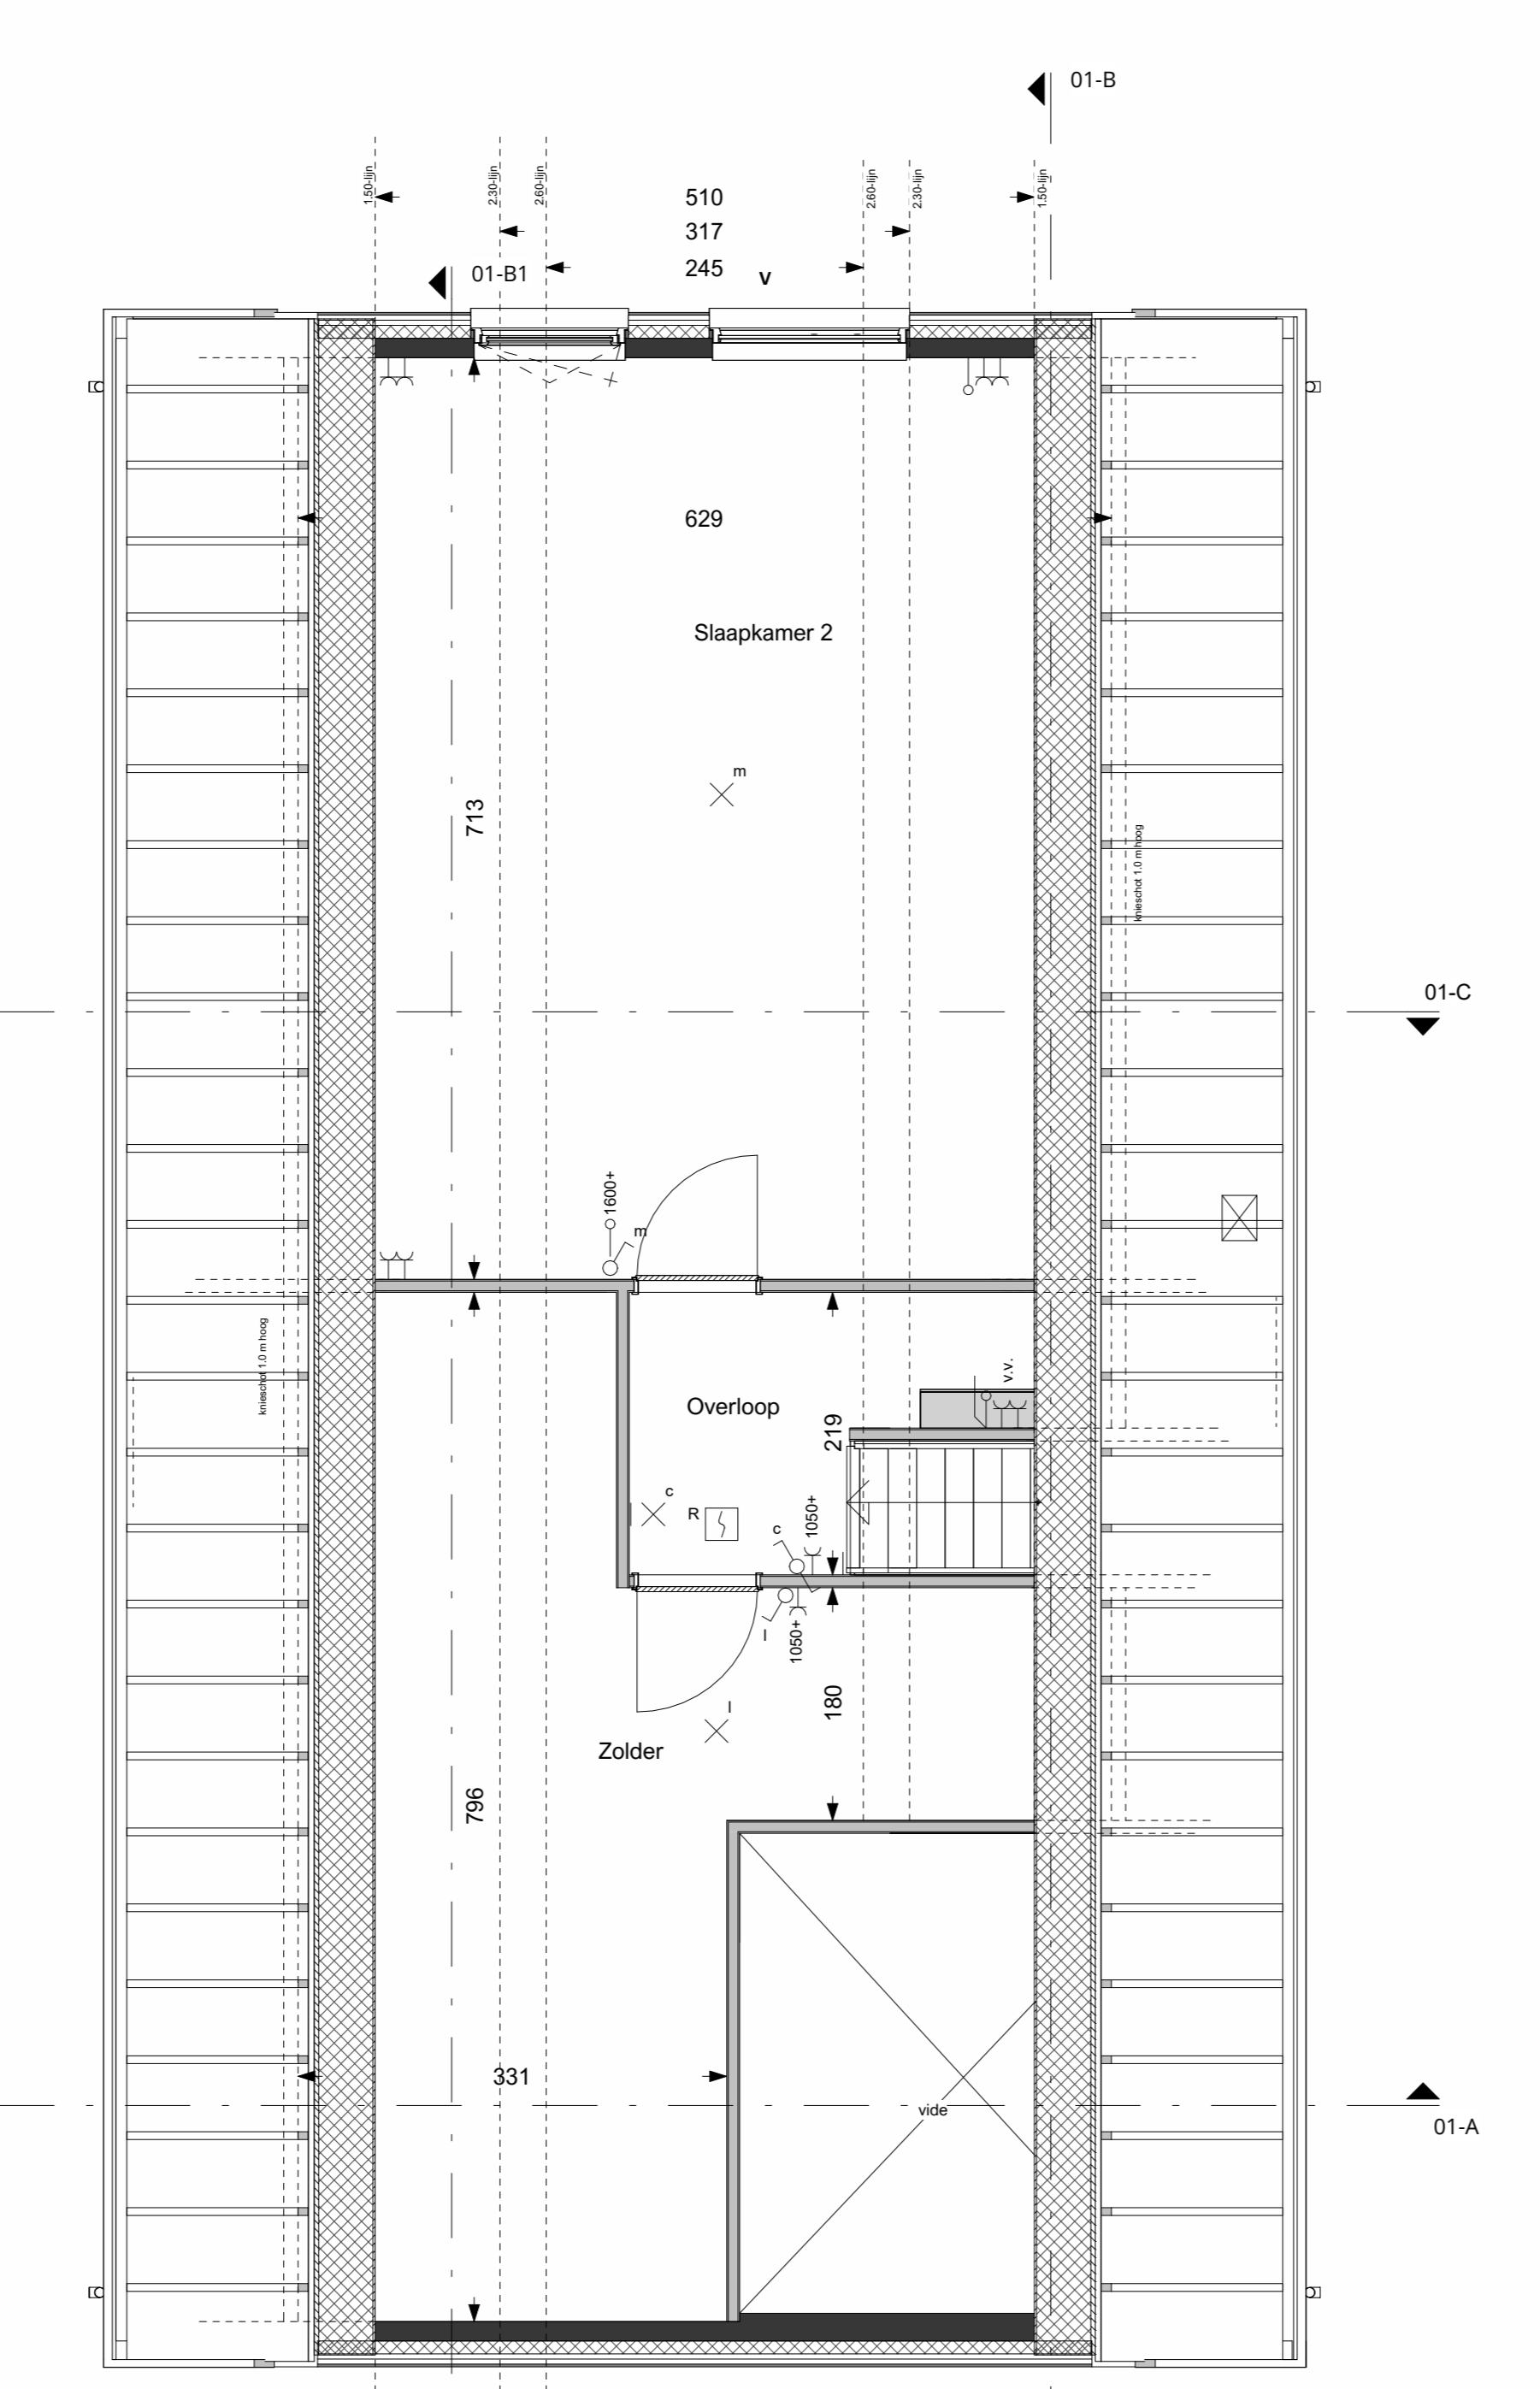 01-B
1.50-lijn
2.30-lijn
2.60-lijn
510
2.60-lijn
2.30-lijn
1.50-lijn
317
245
V
01-B1
629
Slaapkamer 2
m
713
knieschot 1.0 m hoog
01-C
1600+
m
knieschot 1.0 m hoog
v.v.
Overloop
219
c
R
c
1050+
l
1050+
180
l
Zolder
796
331
vide
01-A